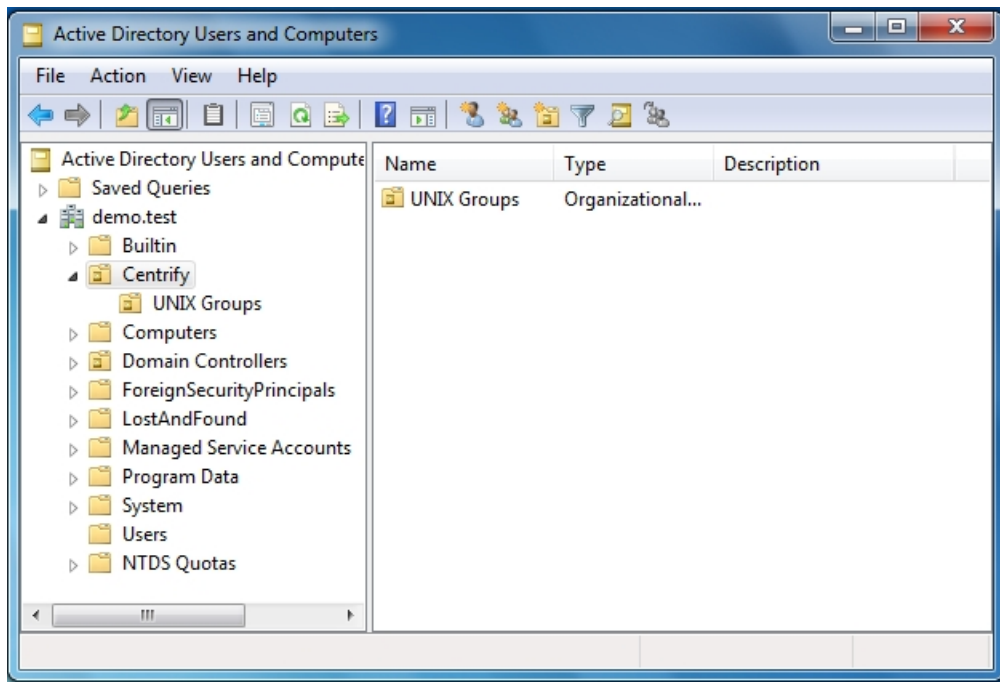 Active Directory Users and Computers
File Action View Help
Active Directory Users and Compute
Saved Queries
demo.test
Builtin
Centrify
UNIX Groups
Computers
Domain Controllers
ForeignSecurityPrincipals
LostAndFound
Managed Service Accounts
Program Data
System
Users
NTDS Quotas
Name Type Description
UNIX Groups Organizational...